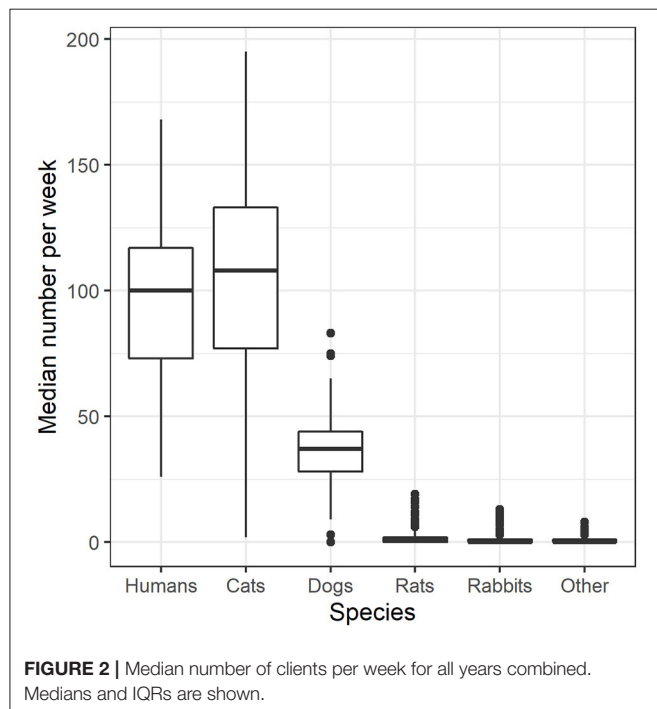 200
150
100
50
0
Median number per week
Humans Cats Dogs Rats Rabbits Other
Species
FIGURE 2 | Median number of clients per week for all years combined.
Medians and IQRs are shown.